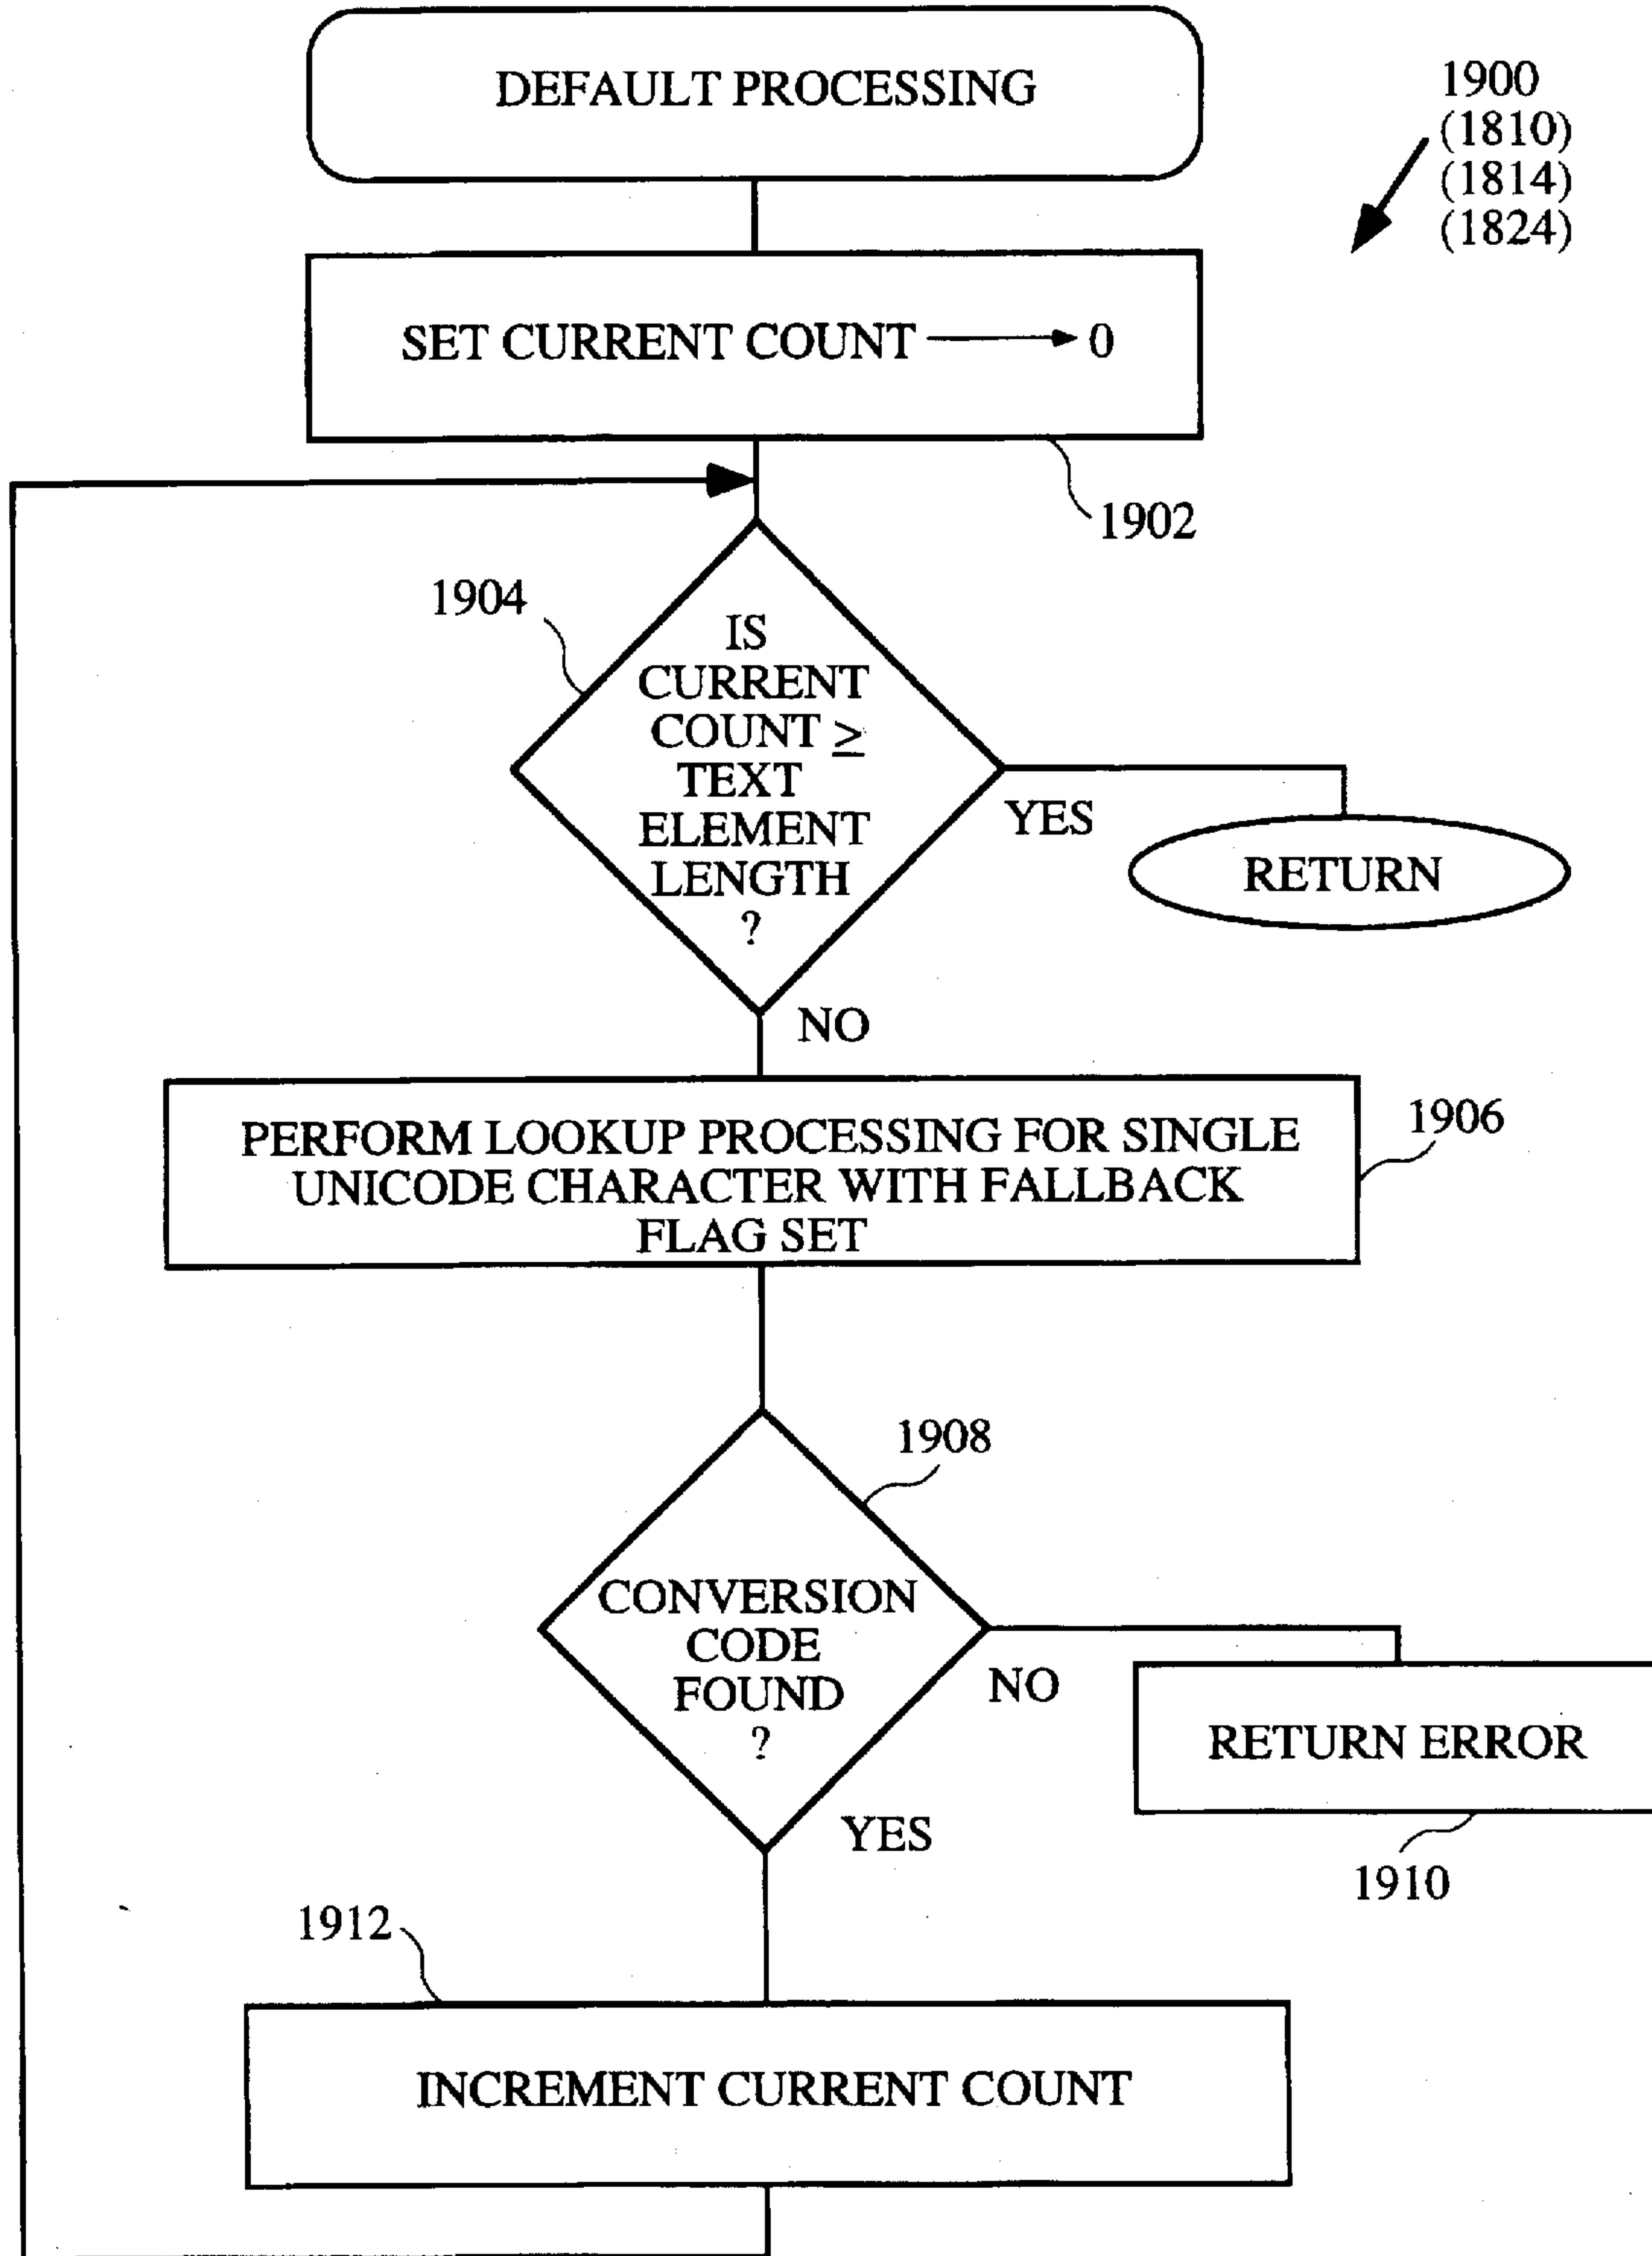 DEFAULT PROCESSING
1900
(1810)
(1814)
(1824)
SET CURRENT COUNT → 0
1902
1904
IS
CURRENT
COUNT ≥
TEXT
ELEMENT
LENGTH
?
YES
RETURN
NO
PERFORM LOOKUP PROCESSING FOR SINGLE
UNICODE CHARACTER WITH FALLBACK
FLAG SET
1906
1908
CONVERSION
CODE
FOUND
?
NO
RETURN ERROR
YES
1910
1912
INCREMENT CURRENT COUNT